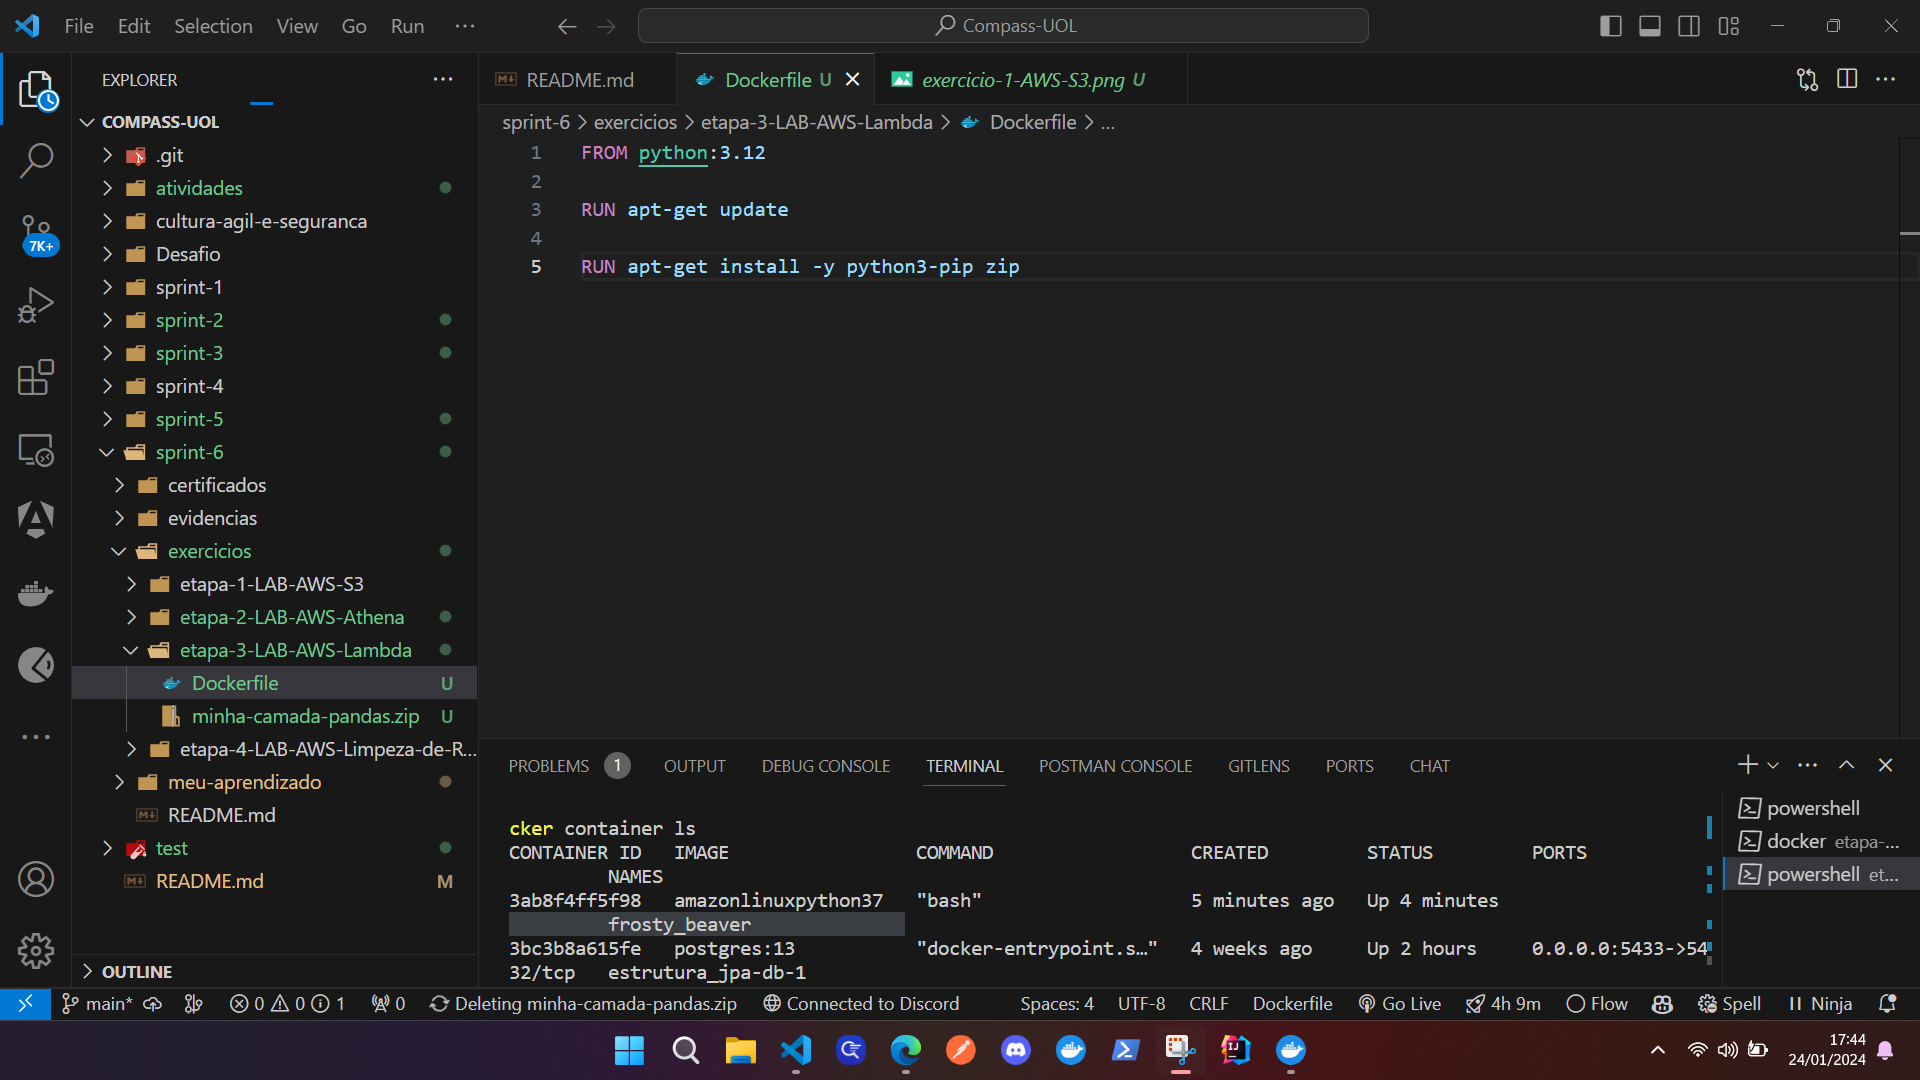 File Edit Selection View Go Run ···
Compass-UOL
EXPLORER
README.md
Dockerfile U
exercicio-1-AWS-S3.png U
COMPASS-UOL
sprint-6 > exercicios > etapa-3-LAB-AWS-Lambda > Dockerfile > ...
.git
atividades
cultura-agil-e-seguranca
Desafio
sprint-1
sprint-2
sprint-3
sprint-4
sprint-5
sprint-6
certificados
evidencias
exercicios
etapa-1-LAB-AWS-S3
etapa-2-LAB-AWS-Athena
etapa-3-LAB-AWS-Lambda
Dockerfile U
minha-camada-pandas.zip U
etapa-4-LAB-AWS-Limpeza-de-R...
meu-aprendizado
README.md
test
README.md M
OUTLINE
7K+
1 FROM python:3.12
2
3 RUN apt-get update
4
5 RUN apt-get install -y python3-pip zip
PROBLEMS 1 OUTPUT DEBUG CONSOLE TERMINAL POSTMAN CONSOLE GITLENS PORTS CHAT
cker container ls
CONTAINER ID IMAGE COMMAND CREATED STATUS PORTS
NAMES
3ab8f4ff5f98 amazonlinuxpython37 "bash" 5 minutes ago Up 4 minutes
frosty_beaver
3bc3b8a615fe postgres:13 "docker-entrypoint.s…" 4 weeks ago Up 2 hours 0.0.0.0:5433->54
32/tcp estrutura_jpa-db-1
powershell
docker etapa-...
powershell et...
main* 0 0 1 0 Deleting minha-camada-pandas.zip Connected to Discord Spaces: 4 UTF-8 CRLF Dockerfile Go Live 4h 9m Flow Spell Ninja
17:44
24/01/2024